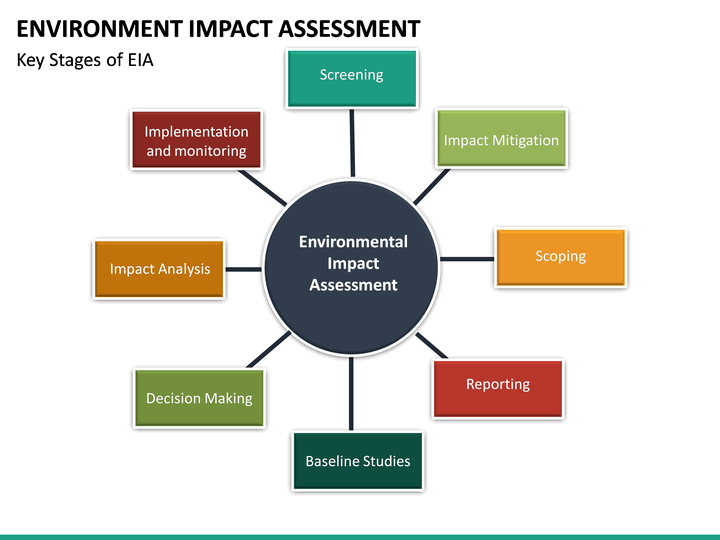 ENVIRONMENT IMPACT ASSESSMENT
Key Stages of EIA
Screening
Implementation
and monitoring
Impact Mitigation
Environmental
Impact
Assessment
Scoping
Impact Analysis
Reporting
Decision Making
Baseline Studies